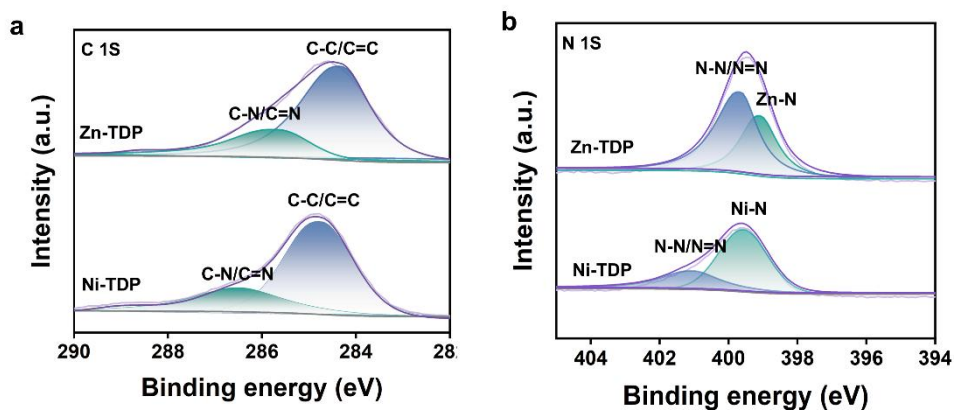 a
C 1S
C-C/C=C
C-N/C=N
Zn-TDP
C-C/C=C
C-N/C=N
Ni-TDP
Intensity (a.u.)
290 288 286 284 28
Binding energy (eV)
b
N 1S
N-N/N=N
Zn-N
Zn-TDP
Ni-N
N-N/N=N
Ni-TDP
Intensity (a.u.)
404 402 400 398 396 394
Binding energy (eV)